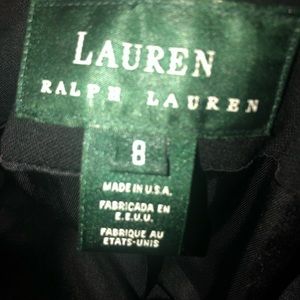 LAUREN
RALPH LAUREN
8
MADE IN U.S.A.
FABRICADA EN
E.E.U.U.
FABRIQUE AU
ETATS-UNIS